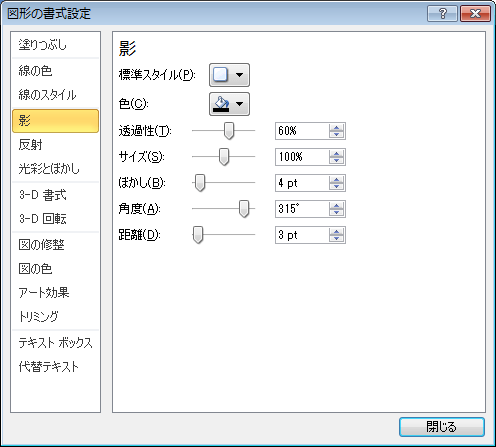 図形の書式設定
塗りつぶし
線の色
線のスタイル
影
反射
光彩とぼかし
3-D 書式
3-D 回転
図の修整
図の色
アート効果
トリミング
テキスト ボックス
代替テキスト
影
標準スタイル(P):
色(C):
透過性(T): 60%
サイズ(S): 100%
ぼかし(B): 4 pt
角度(A): 315°
距離(D): 3 pt
閉じる